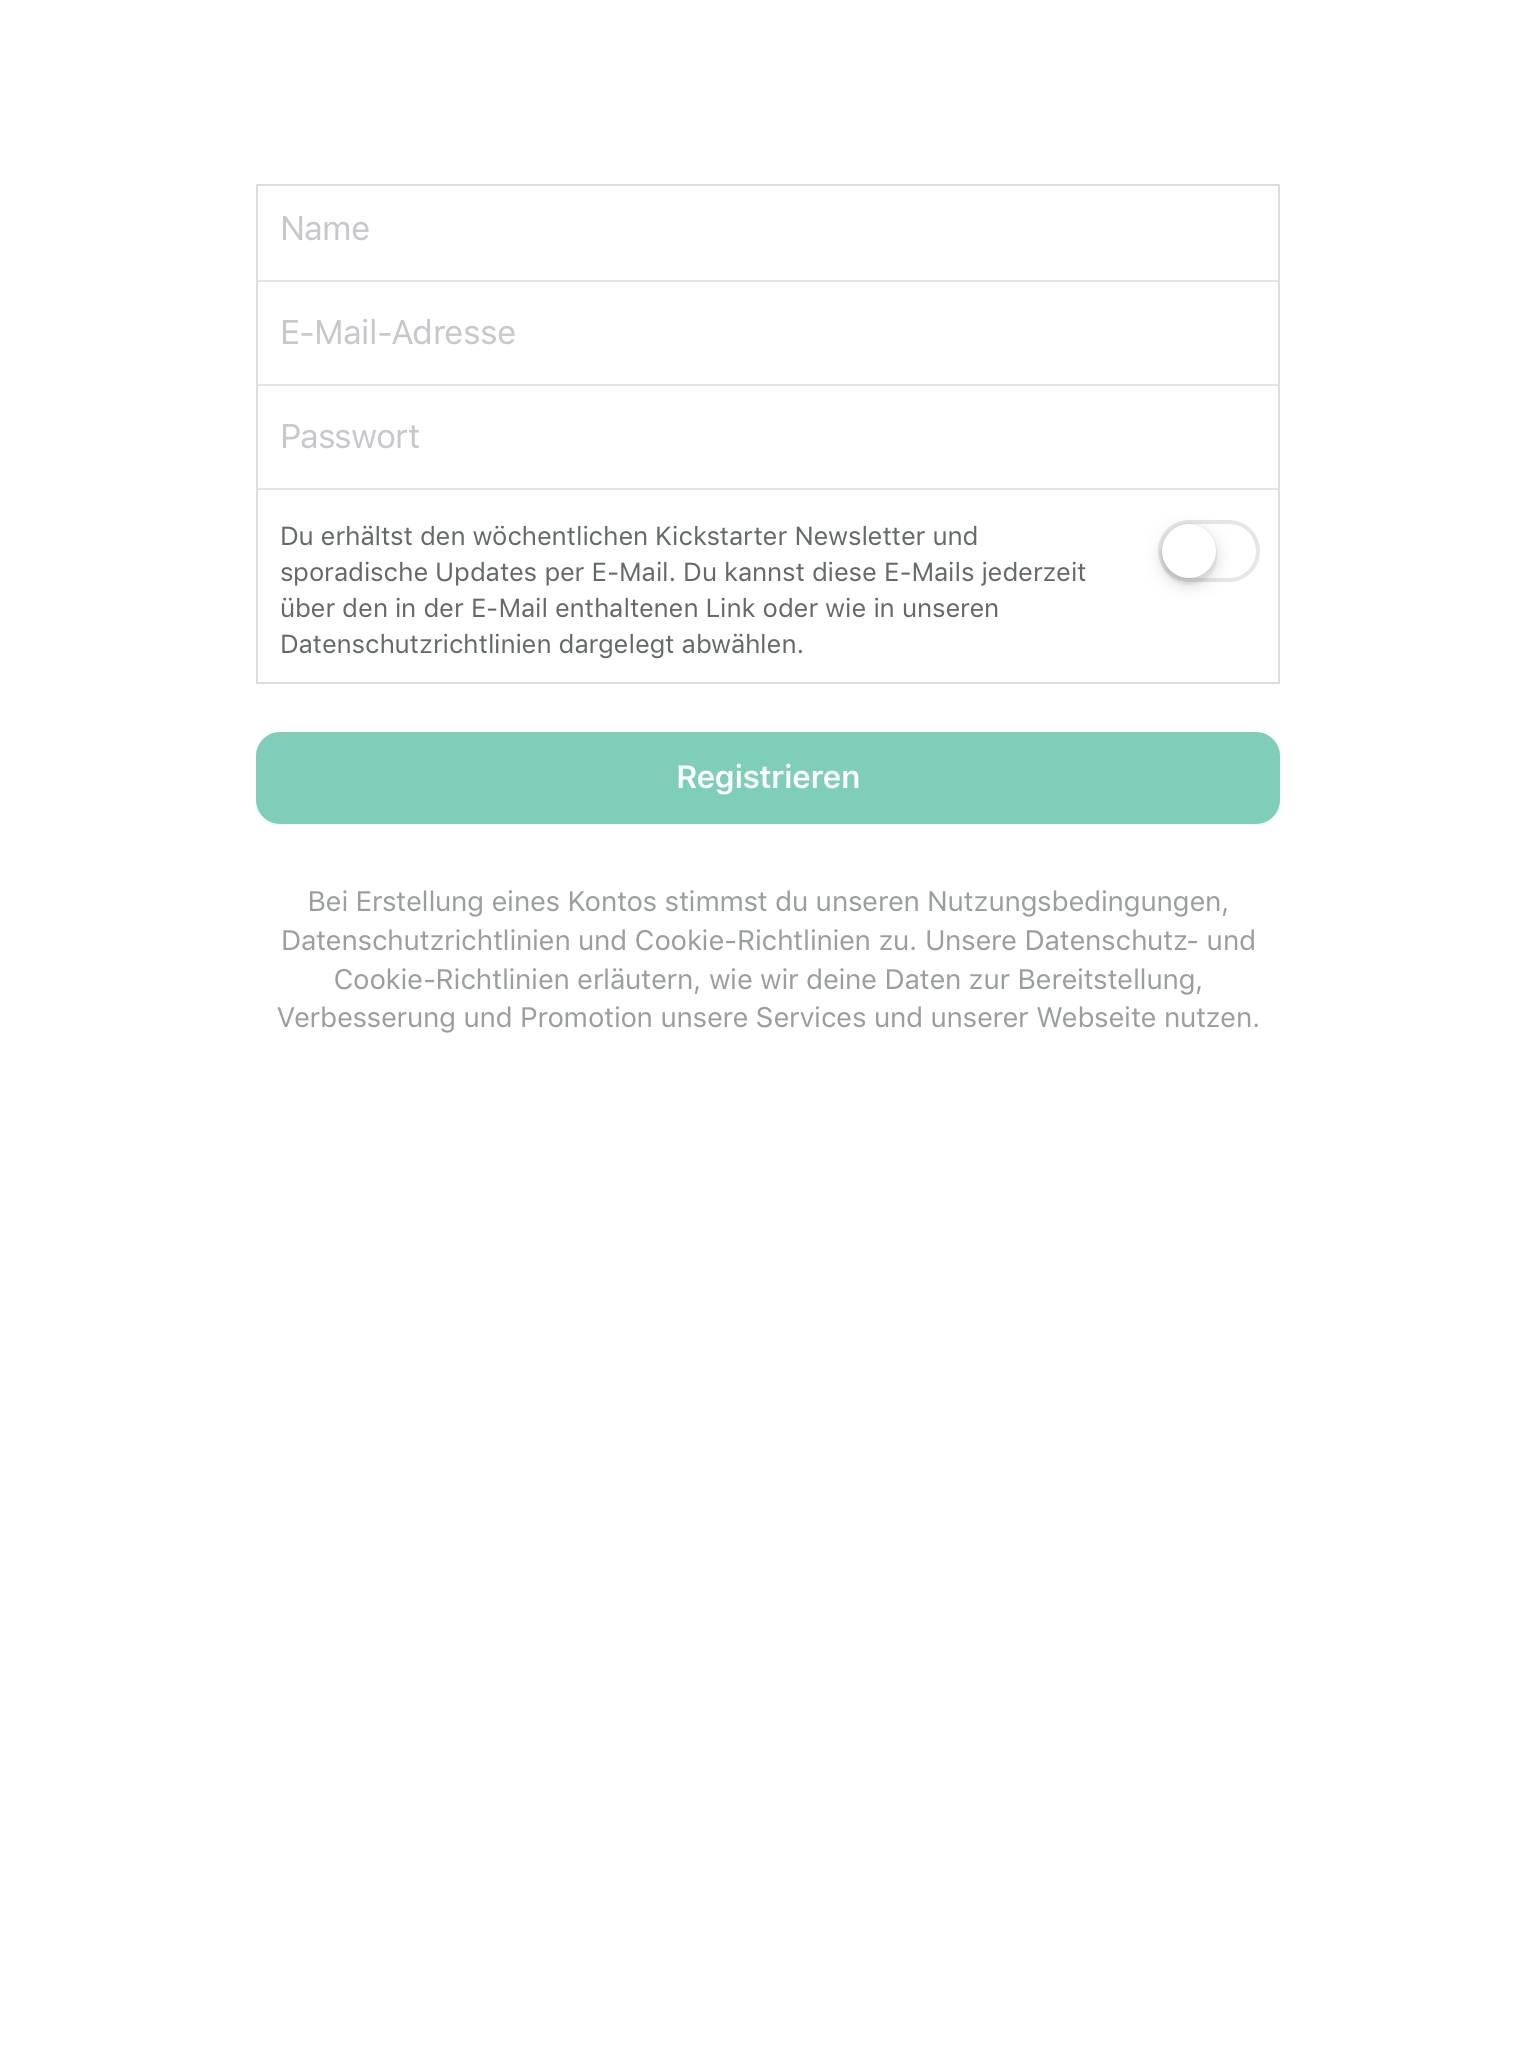 Name
E-Mail-Adresse
Passwort
Du erhältst den wöchentlichen Kickstarter Newsletter und
sporadische Updates per E-Mail. Du kannst diese E-Mails jederzeit
über den in der E-Mail enthaltenen Link oder wie in unseren
Datenschutzrichtlinien dargelegt abwählen.
Registrieren
Bei Erstellung eines Kontos stimmst du unseren Nutzungsbedingungen,
Datenschutzrichtlinien und Cookie-Richtlinien zu. Unsere Datenschutz- und
Cookie-Richtlinien erläutern, wie wir deine Daten zur Bereitstellung,
Verbesserung und Promotion unsere Services und unserer Webseite nutzen.